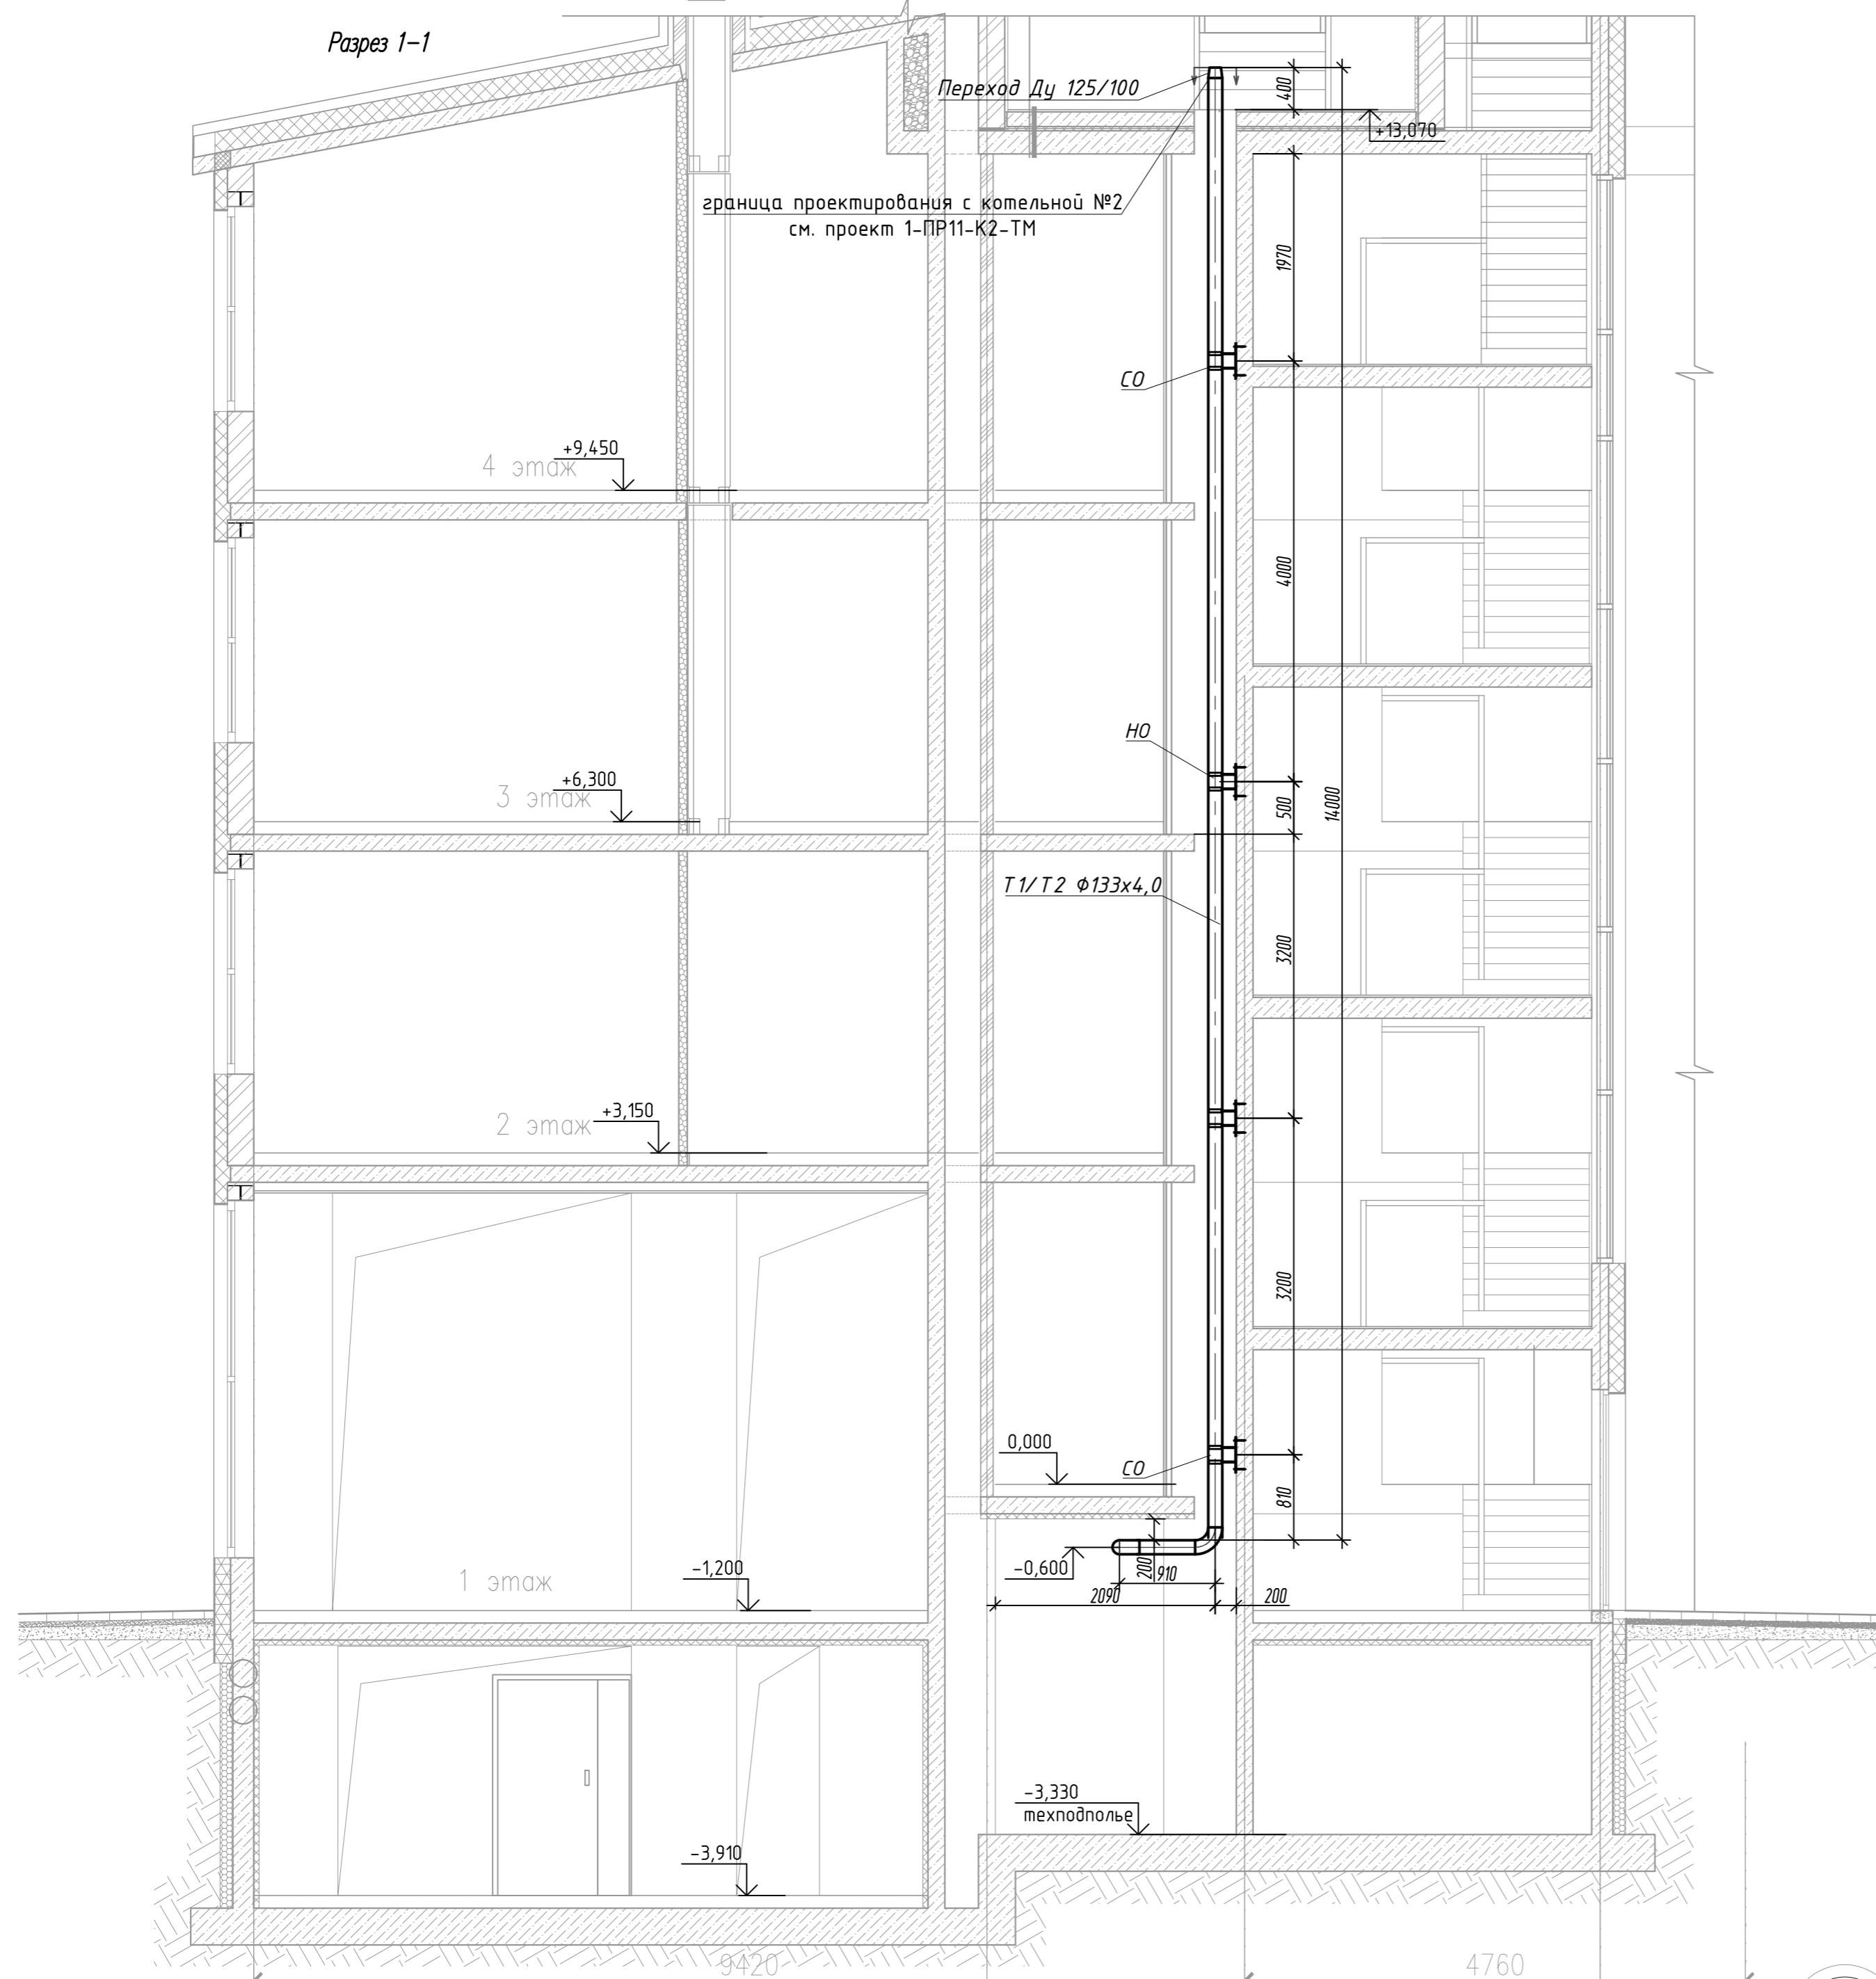 Разрез 1-1
Переход Ду 125/100
400
+13,070
граница проектирования с котельной №2
см. проект 1-ПР11-К2-ТМ
1970
СО
+9,450
4 этаж
4000
НО
+6,300
3 этаж
500
14000
Т1/Т2 Ф133х4,0
3200
+3,150
2 этаж
3200
0,000
СО
810
-0,600
200
910
-1,200
1 этаж
2090
200
-3,330
техподполье
-3,910
9420
4760